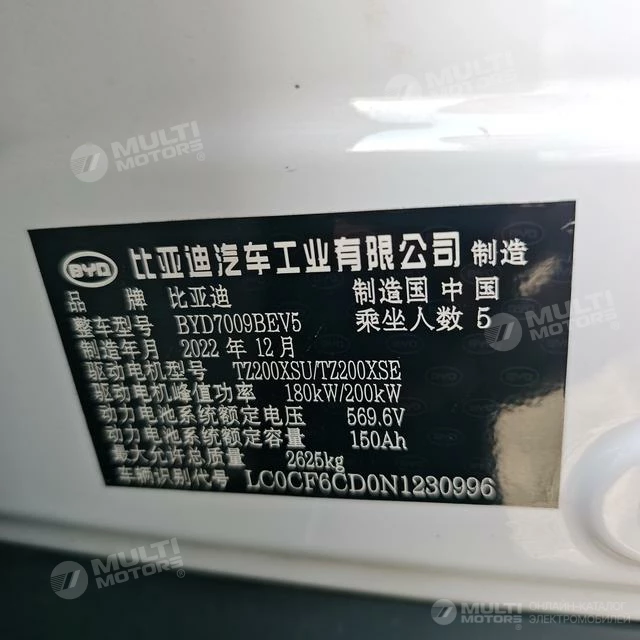 MULTI
MOTORS®
MULTI
MOTORS®
BYD 比亚迪汽车工业有限公司 制造
品牌 比亚迪 制造国 中国
整车型号 BYD7009BEV5 乘坐人数 5
制造年月 2022 年 12 月
驱动电机型号 TZ200XSU/TZ200XSE
驱动电机峰值功率 180kW/200kW
动力电池系统额定电压 569.6V
动力电池系统额定容量 150Ah
最大允许总质量 2625kg
车辆识别代号 LC0CF6CD0N1230996
MULTI
MOTORS®
MULTI
MOTORS
ОНЛАЙН-КАТАЛОГ
ЭЛЕКТРОМОБИЛЕЙ